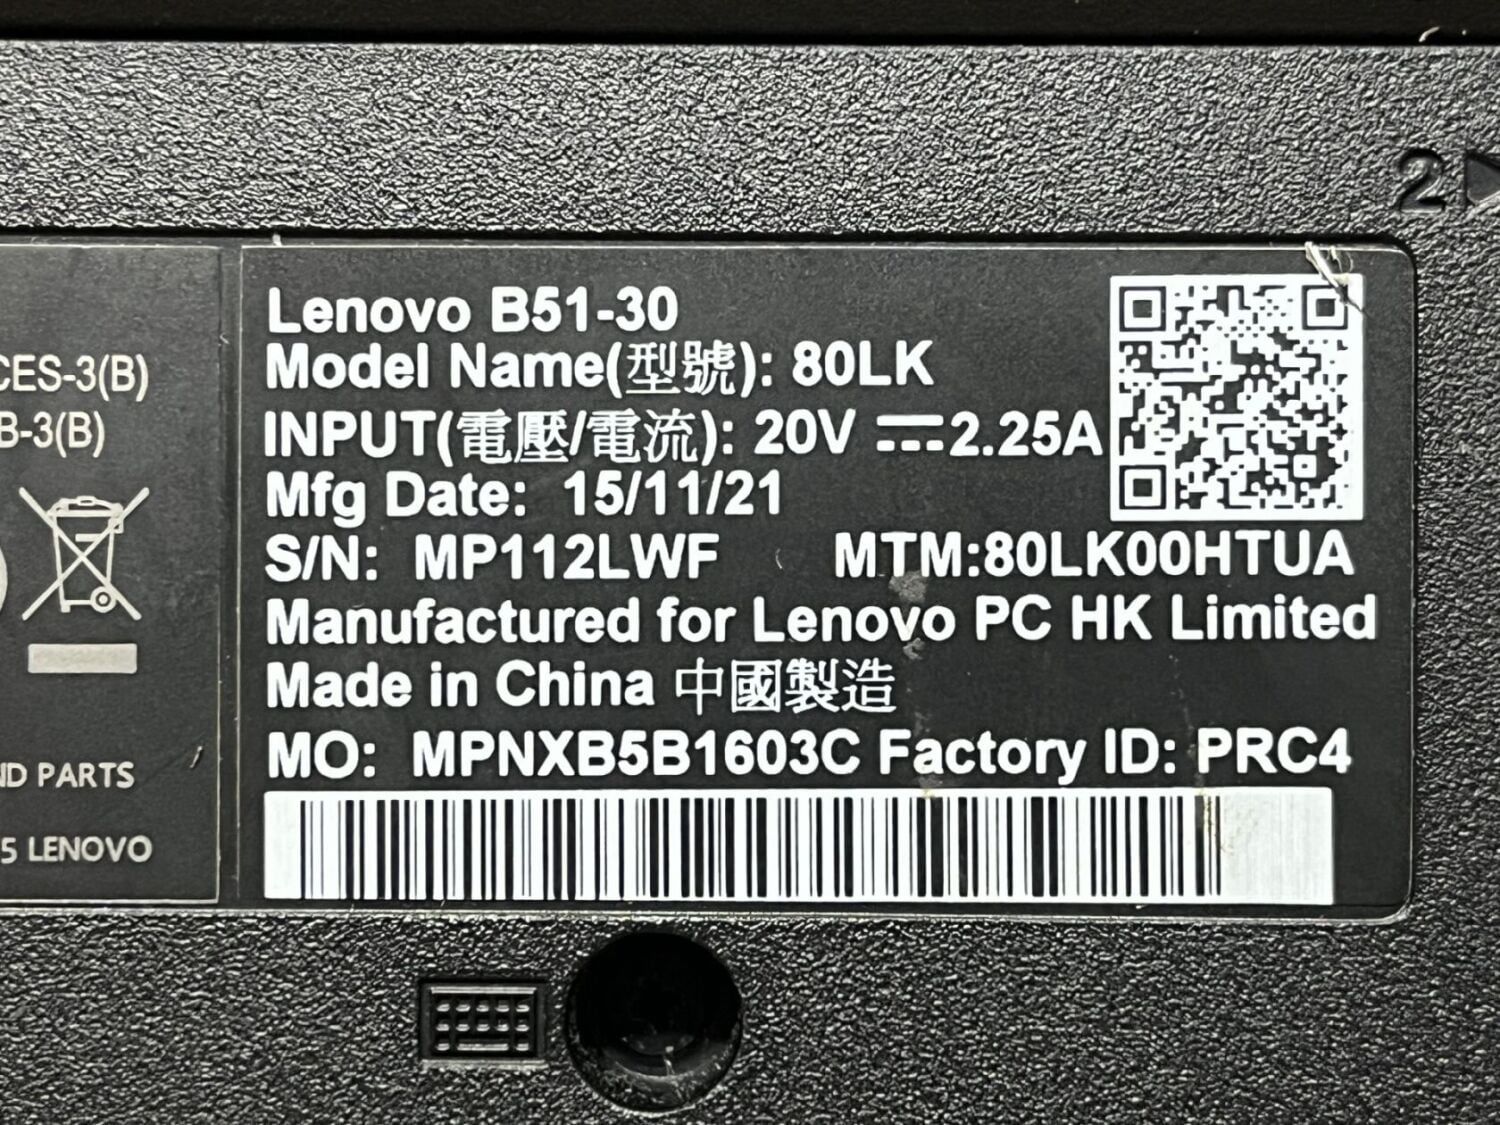 2
Lenovo B51-30
Model Name(型號): 80LK
INPUT(電壓/電流): 20V ⎓ 2.25A
Mfg Date: 15/11/21
S/N: MP112LWF MTM:80LK00HTUA
Manufactured for Lenovo PC HK Limited
Made in China 中國製造
MO: MPNXB5B1603C Factory ID: PRC4
CES-3(B)
B-3(B)
ND PARTS
5 LENOVO